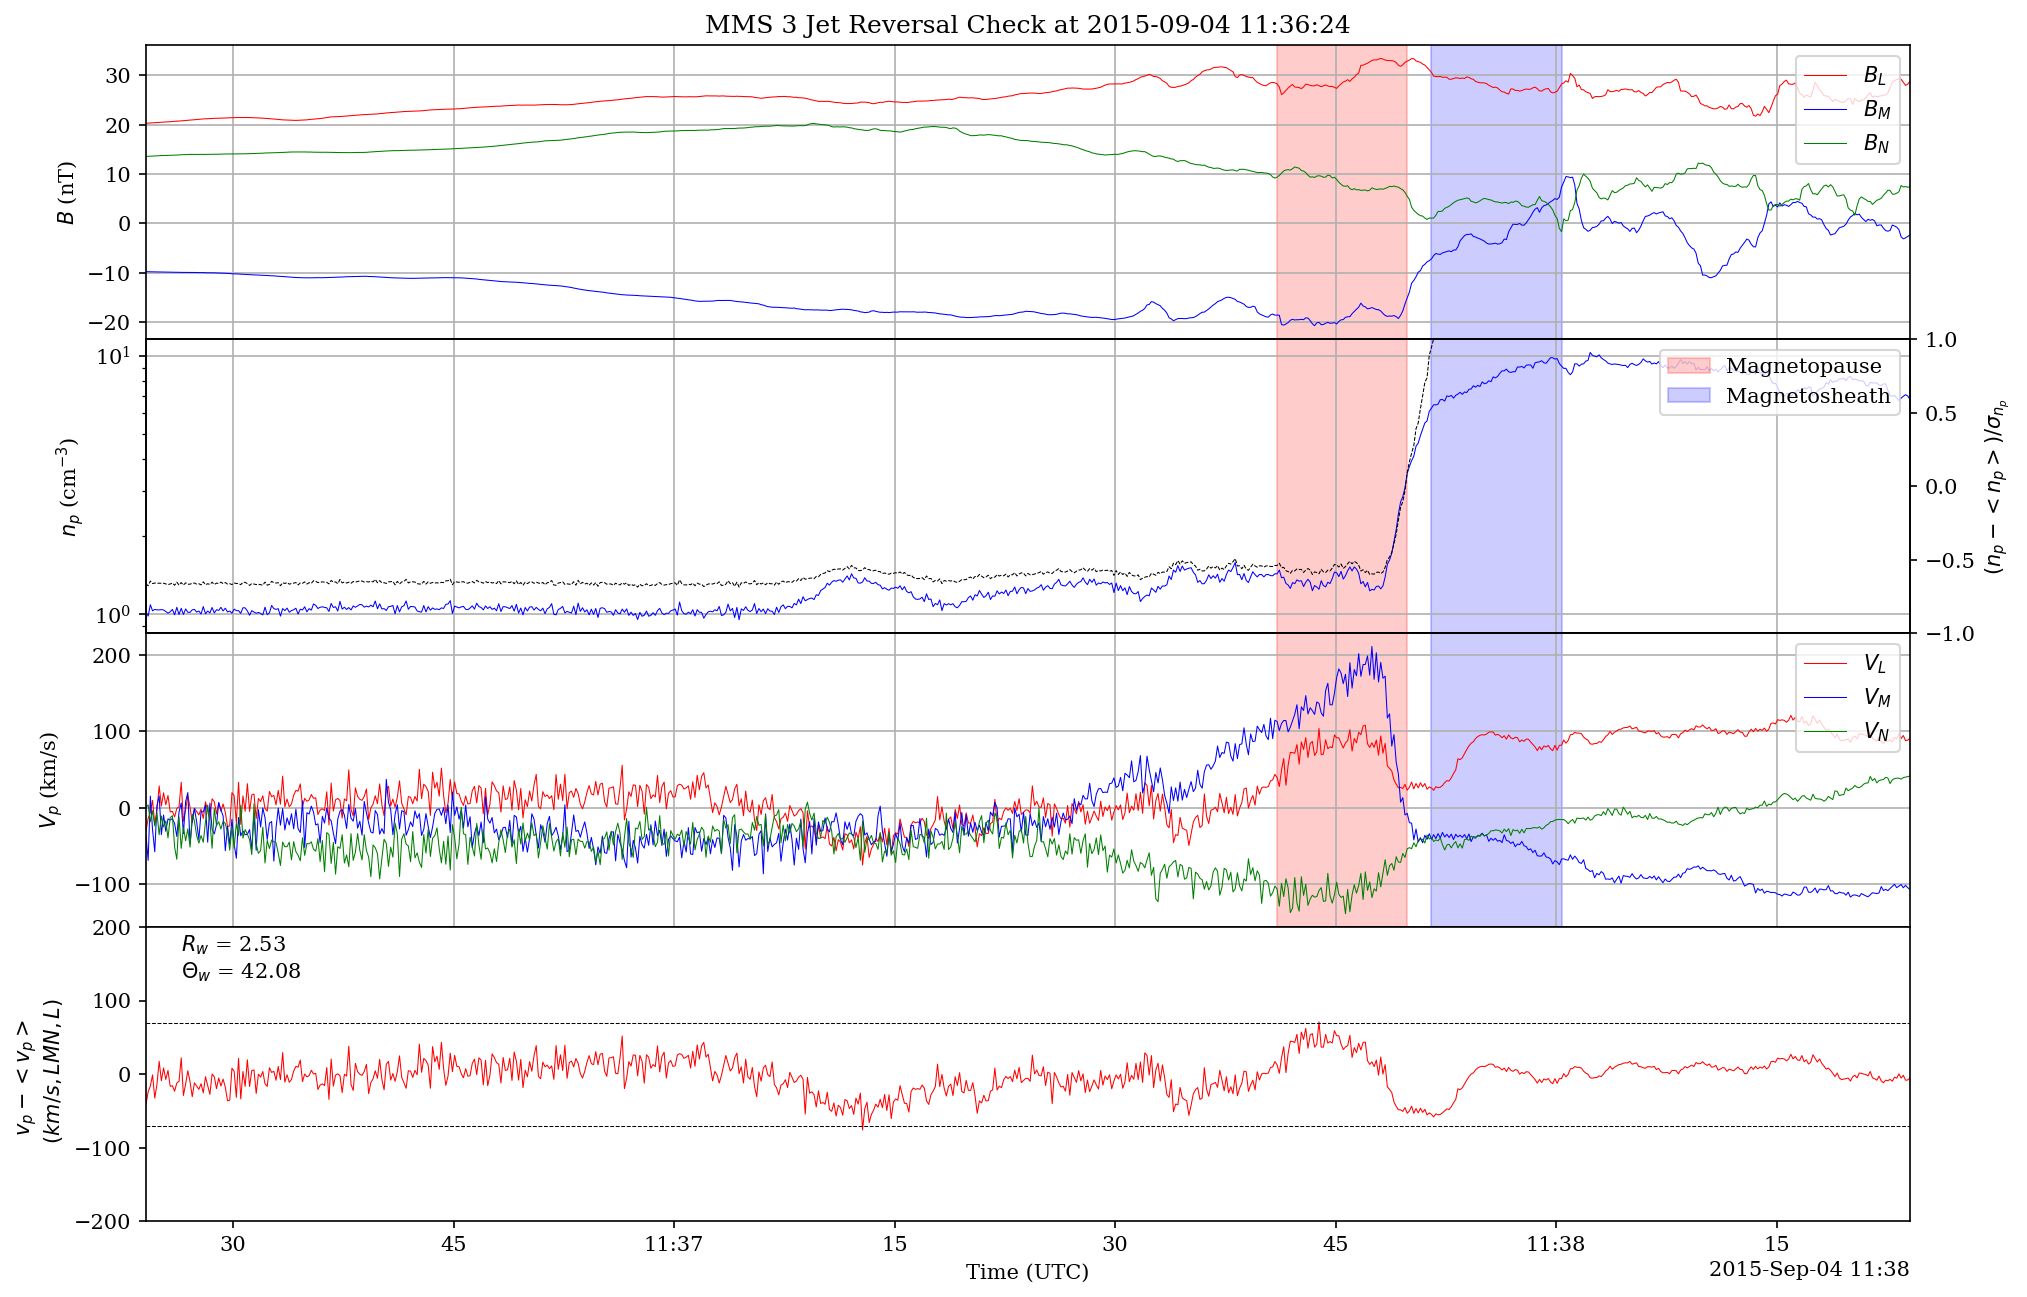 MMS 3 Jet Reversal Check at 2015-09-04 11:36:24
30
20
10
0
−10
−20
B (nT)
B_L
B_M
B_N
10^1
10^0
n_p (cm^−3)
Magnetopause
Magnetosheath
1.0
0.5
0.0
−0.5
−1.0
(n_p − < n_p >)/σ_{n_p}
200
100
0
−100
V_p (km/s)
V_L
V_M
V_N
200
100
0
−100
−200
v_p − < v_p >
(km/s, LMN, L)
R_w = 2.53
Θ_w = 42.08
30 45 11:37 15 30 45 11:38 15
Time (UTC)
2015-Sep-04 11:38